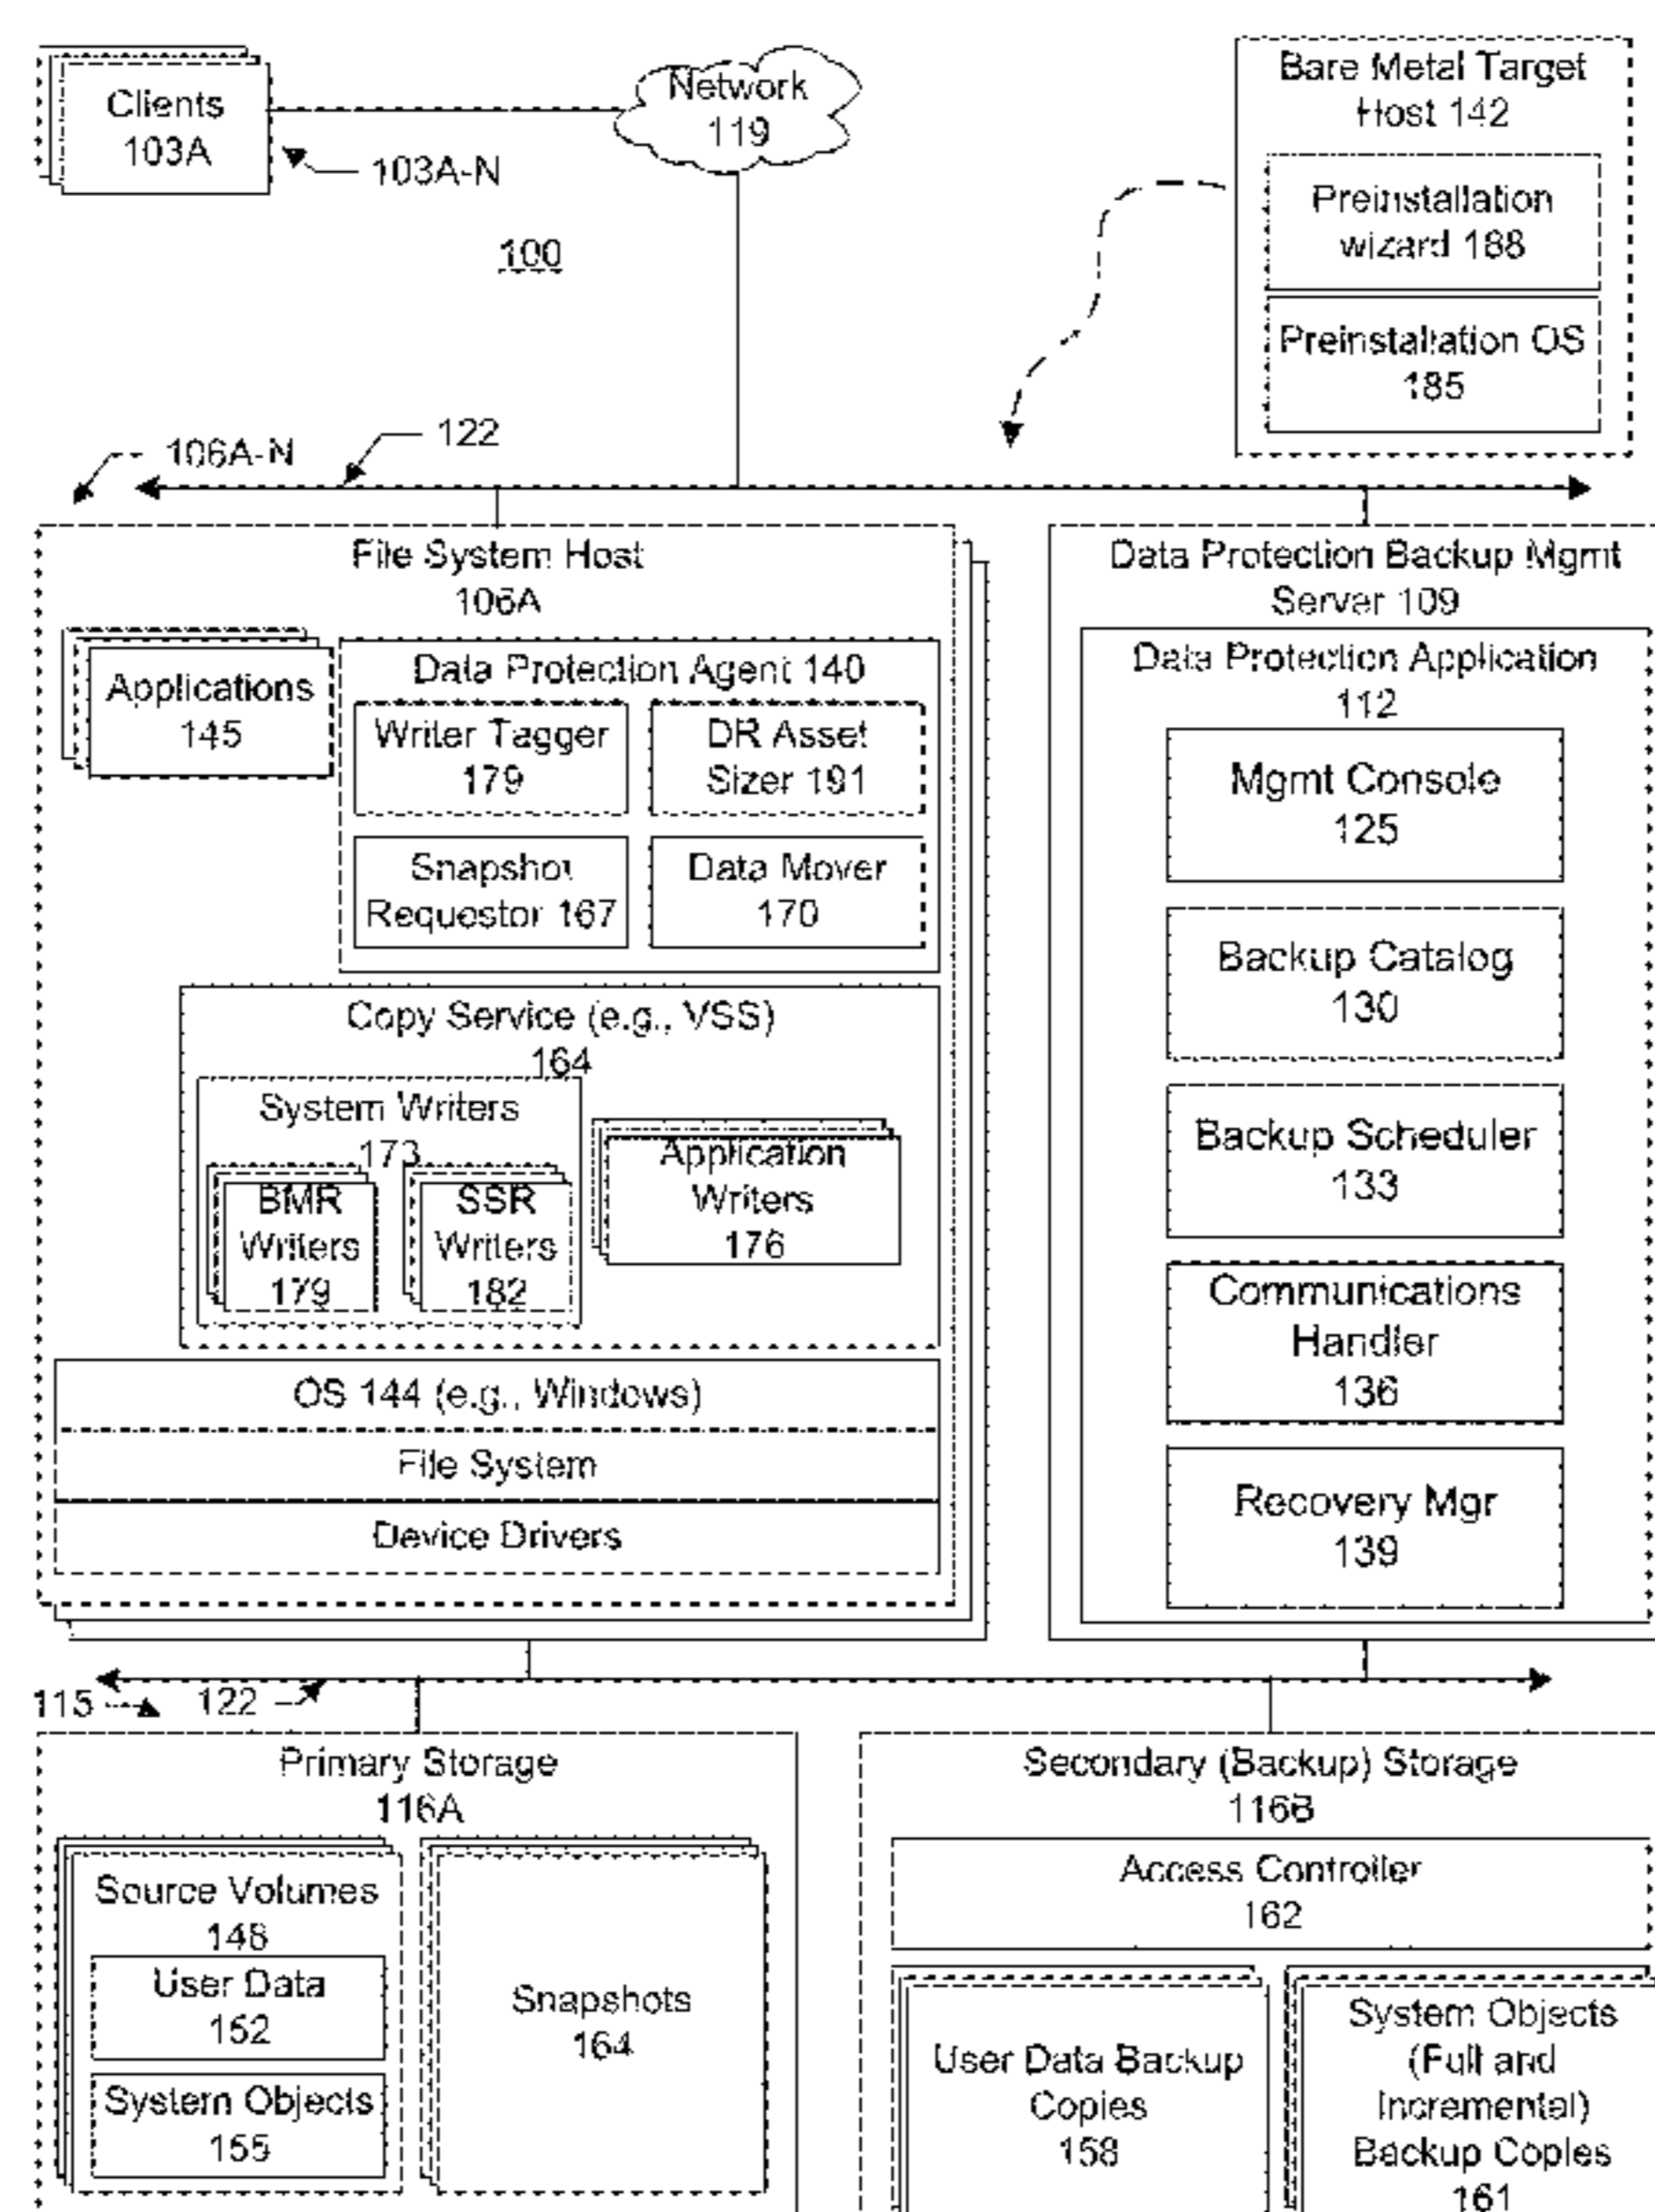 Clients
103A
103A-N
Network
119
100
Bare Metal Target
Host 142
Preinstallation
wizard 188
Preinstallation OS
185
106A-N
122
File System Host
106A
Applications
145
Data Protection Agent 140
Writer Tagger
179
DR Asset
Sizer 191
Snapshot
Requestor 167
Data Mover
170
Copy Service (e.g., VSS)
164
System Writers
173
BMR
Writers
179
SSR
Writers
182
Application
Writers
176
OS 144 (e.g., Windows)
File System
Device Drivers
Data Protection Backup Mgmt
Server 109
Data Protection Application
112
Mgmt Console
125
Backup Catalog
130
Backup Scheduler
133
Communications
Handler
136
Recovery Mgr
139
115
122
Primary Storage
116A
Source Volumes
148
User Data
152
System Objects
155
Snapshots
164
Secondary (Backup) Storage
116B
Access Controller
162
User Data Backup
Copies
158
System Objects
(Full and
Incremental)
Backup Copies
161